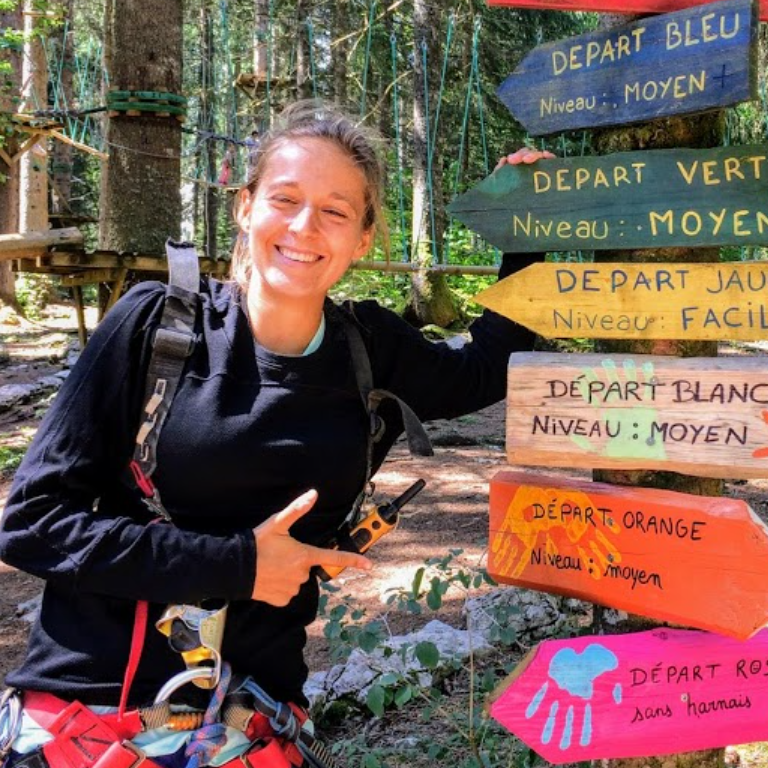 DEPART BLEU
Niveau : MOYEN +
DEPART VERT
Niveau : MOYEN
DEPART JAU
Niveau : FACIL
DÉPART BLANC
NIVEAU : MOYEN
DÉPART ORANGE
Niveau : moyen
DÉPART ROS
sans harnais